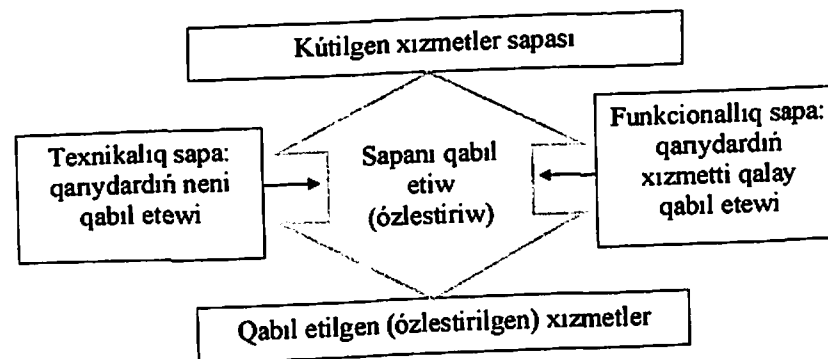 Kútilgen xızmetler sapası
Texnikalıq sapa:
qarıydardıń neni
qabıl etewi
Sapanı qabıl
etiw
(ózlestiriw)
Funkcionallıq sapa:
qarıydardıń
xızmetti qalay
qabıl etewi
Qabıl etilgen (ózlestirilgen) xızmetler